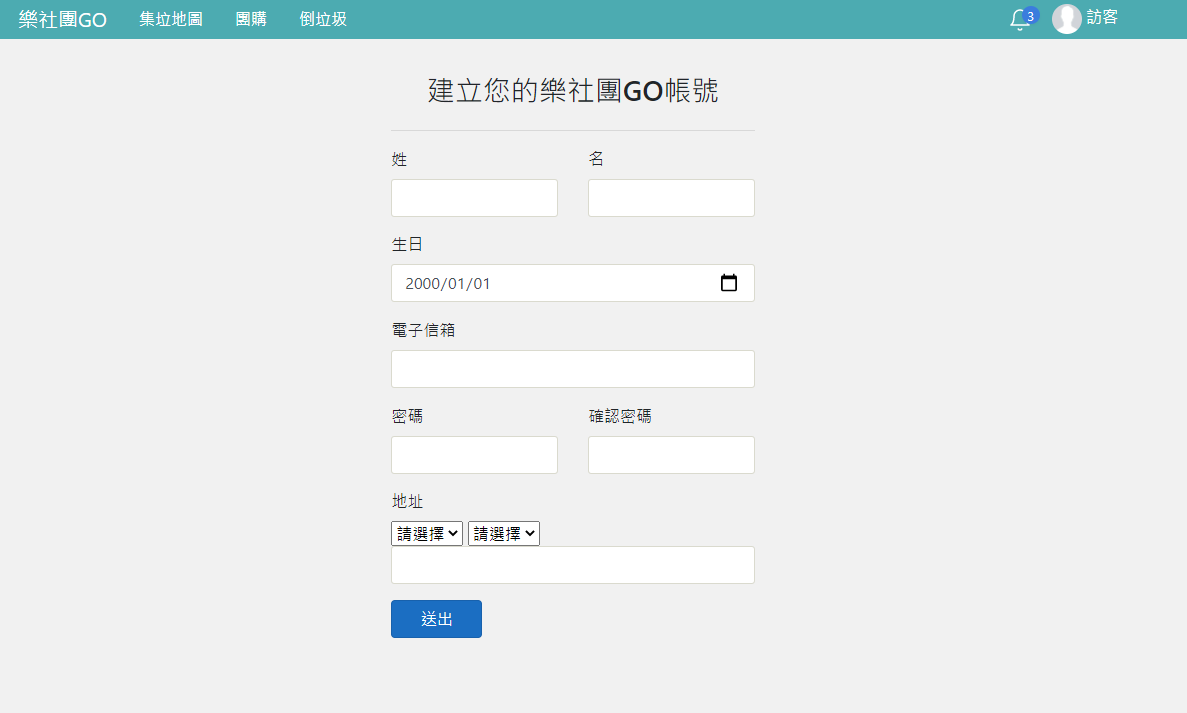 樂社團GO 集垃地圖 團購 倒垃圾 3 訪客
建立您的樂社團GO帳號
姓 名
生日
2000/01/01
電子信箱
密碼 確認密碼
地址
請選擇 請選擇
送出